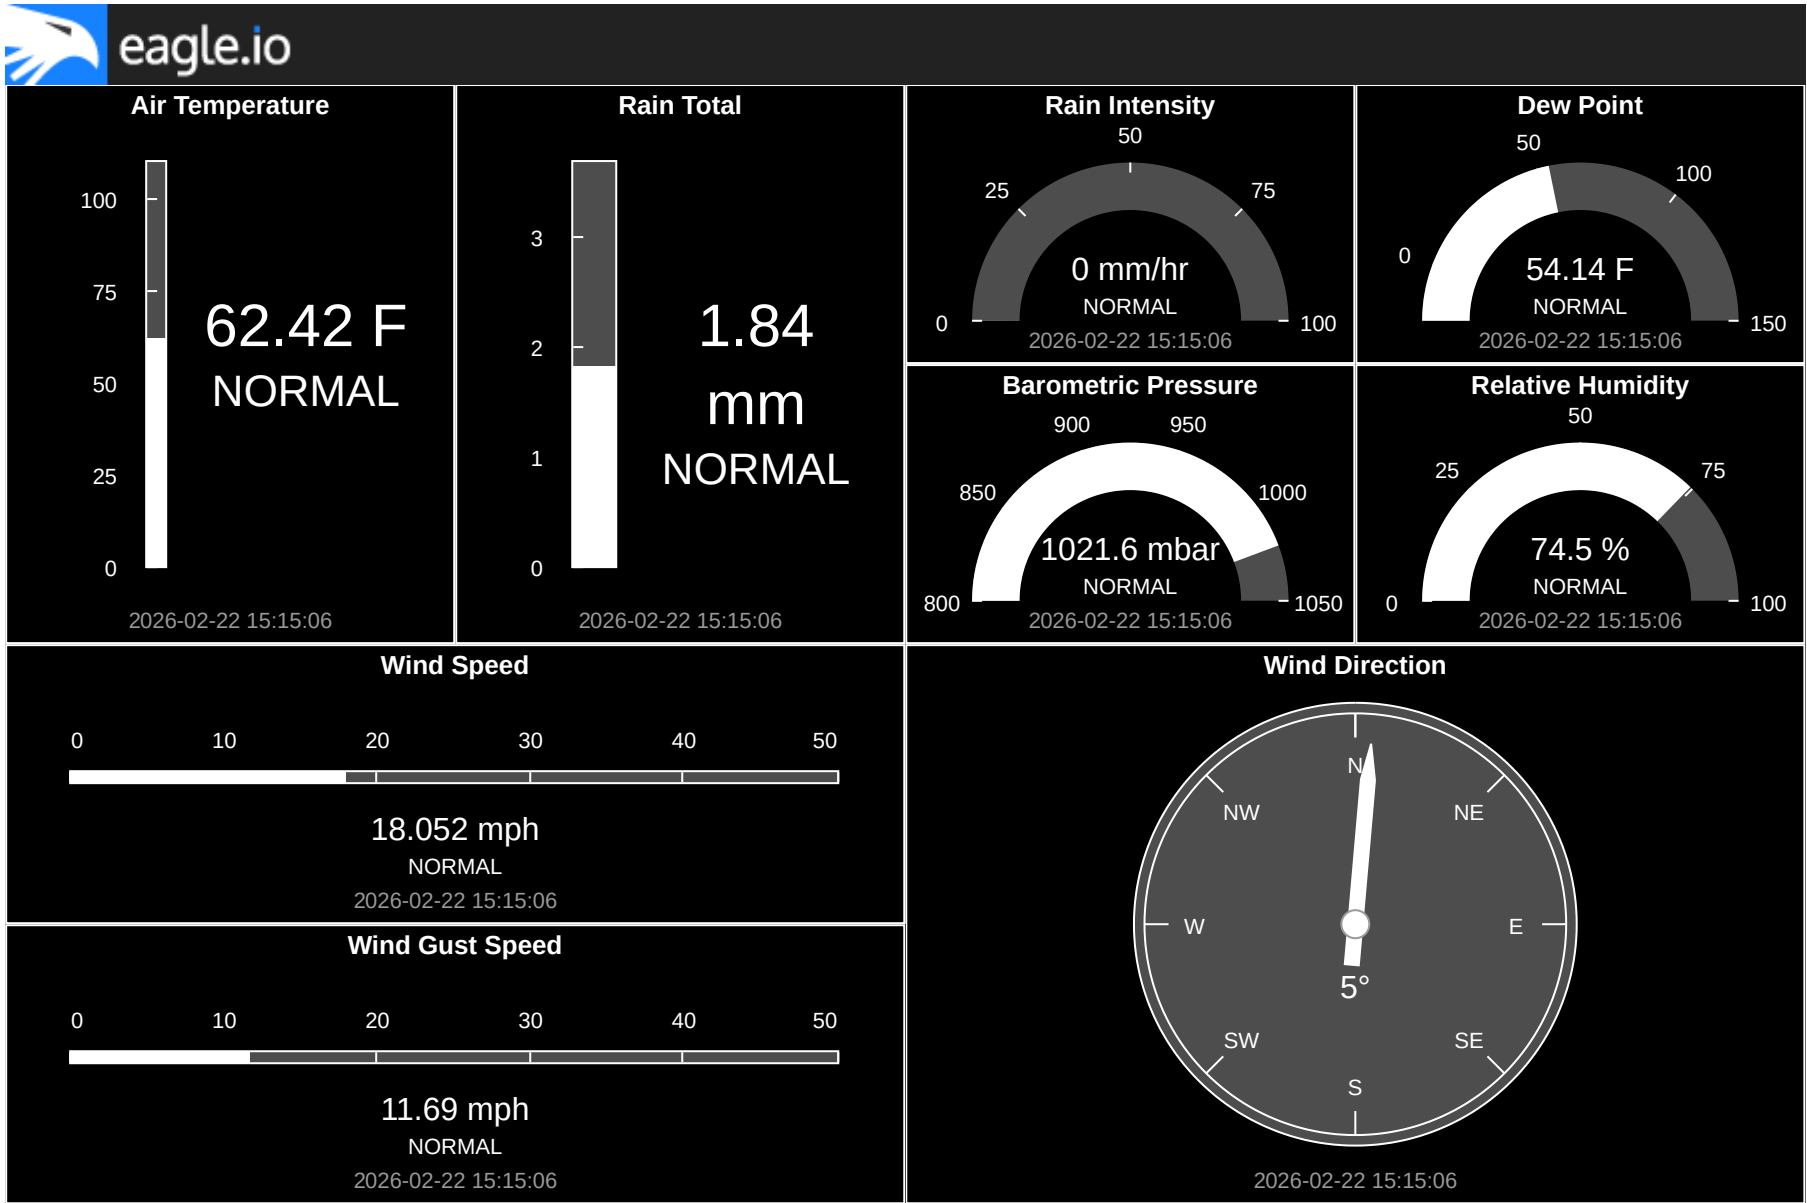 eagle.io
Air Temperature
100
75
50
25
0
62.42 F
NORMAL
2026-02-22 15:15:06
Rain Total
3
2
1
0
1.84
mm
NORMAL
2026-02-22 15:15:06
Rain Intensity
50
25
75
0
100
0 mm/hr
NORMAL
2026-02-22 15:15:06
Dew Point
50
100
0
150
54.14 F
NORMAL
2026-02-22 15:15:06
Barometric Pressure
900
950
850
1000
800
1050
1021.6 mbar
NORMAL
2026-02-22 15:15:06
Relative Humidity
50
25
75
0
100
74.5 %
NORMAL
2026-02-22 15:15:06
Wind Speed
0 10 20 30 40 50
18.052 mph
NORMAL
2026-02-22 15:15:06
Wind Gust Speed
0 10 20 30 40 50
11.69 mph
NORMAL
2026-02-22 15:15:06
Wind Direction
N
NW
NE
W
E
5°
SW
SE
S
2026-02-22 15:15:06